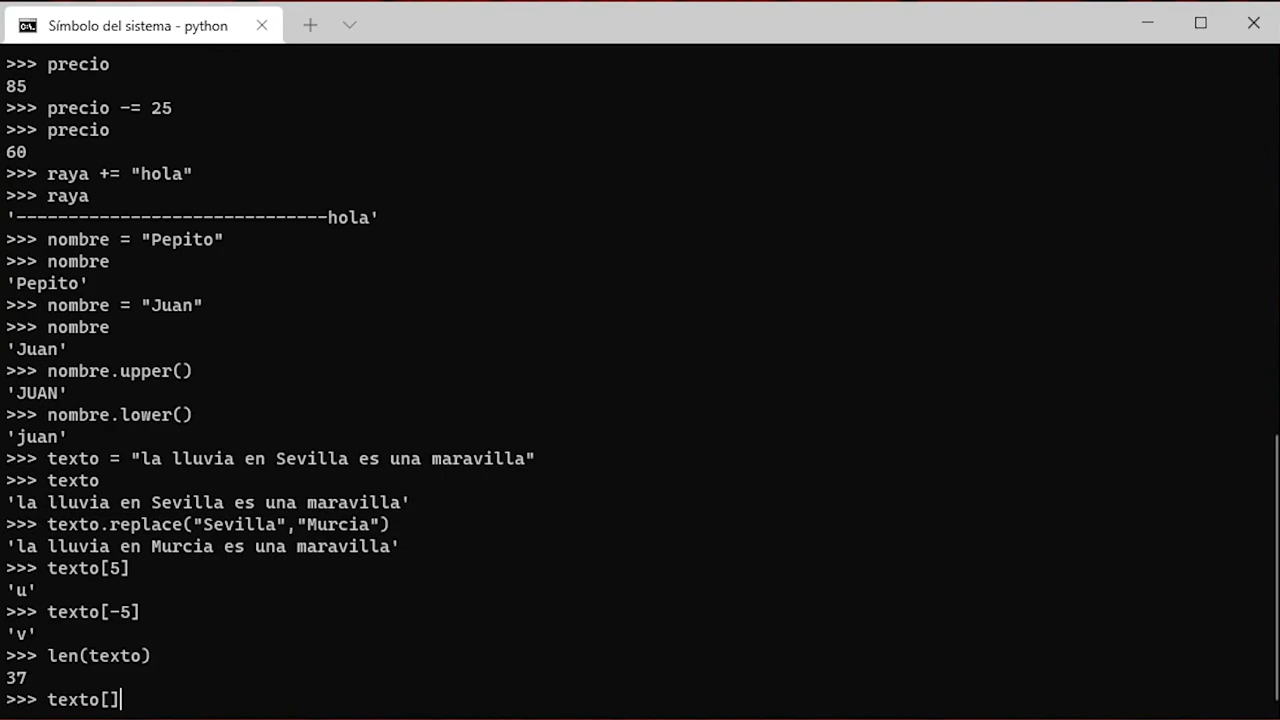 Símbolo del sistema - python
>>> precio
85
>>> precio -= 25
>>> precio
60
>>> raya += "hola"
>>> raya
'------------------------------hola'
>>> nombre = "Pepito"
>>> nombre
'Pepito'
>>> nombre = "Juan"
>>> nombre
'Juan'
>>> nombre.upper()
'JUAN'
>>> nombre.lower()
'juan'
>>> texto = "la lluvia en Sevilla es una maravilla"
>>> texto
'la lluvia en Sevilla es una maravilla'
>>> texto.replace("Sevilla","Murcia")
'la lluvia en Murcia es una maravilla'
>>> texto[5]
'u'
>>> texto[-5]
'v'
>>> len(texto)
37
>>> texto[]